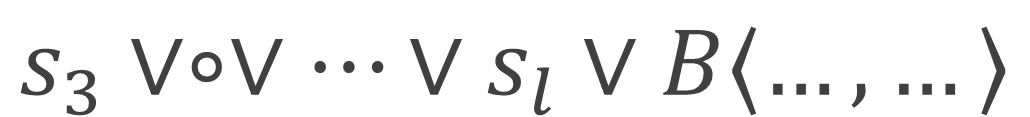 s₃ ∨∘∨ ⋯ ∨ sₗ ∨ B⟨… , … ⟩